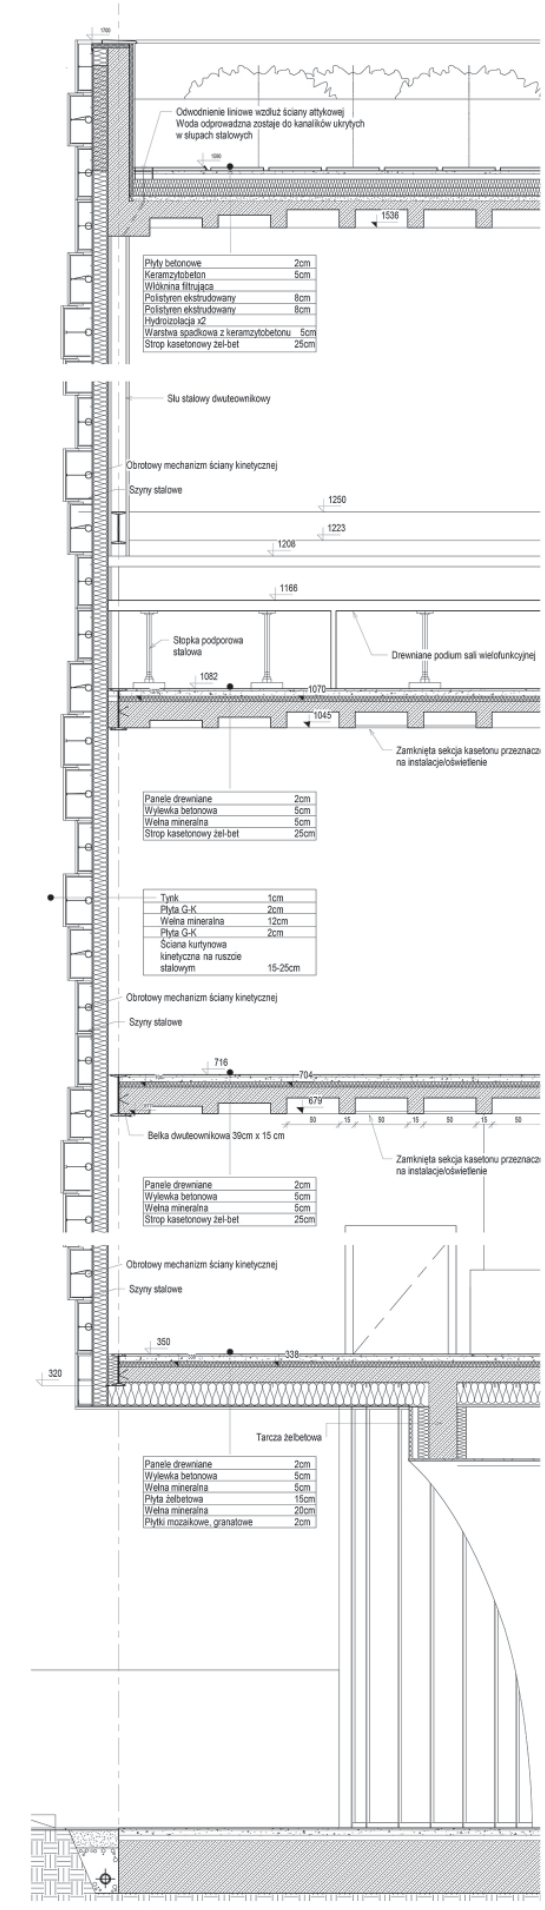 1700
Odwodnienie liniowe wzdłuż ściany attykowej
Woda odprowadzna zostaje do kanalików ukrytych
w słupach stalowych
1536
Płyty betonowe 2cm
Keramzytobeton 5cm
Włóknina filtrująca
Polistyren ekstrudowany 8cm
Polistyren ekstrudowany 8cm
Hydroizolacja x2
Warstwa spadkowa z keramzytobetonu 5cm
Strop kasetonowy żel-bet 25cm
Słu stalowy dwuteownikowy
Obrotowy mechanizm ściany kinetycznej
Szyny stalowe
1250
1223
1208
1166
Stopka podporowa
stalowa
Drewniane podium sali wielofunkcyjnej
1082
1070
1045
Zamknięta sekcja kasetonu przeznacz
na instalacje/oświetlenie
Panele drewniane 2cm
Wylewka betonowa 5cm
Wełna mineralna 5cm
Strop kasetonowy żel-bet 25cm
Tynk 1cm
Płyta G-K 2cm
Wełna mineralna 12cm
Płyta G-K 2cm
Ściana kurtynowa
kinetyczna na ruszcie
stalowym 15-25cm
Obrotowy mechanizm ściany kinetycznej
Szyny stalowe
716
704
679
50 15 50 15 50 15 50
Belka dwuteownikowa 39cm x 15 cm
Zamknięta sekcja kasetonu przeznacz
na instalacje/oświetlenie
Panele drewniane 2cm
Wylewka betonowa 5cm
Wełna mineralna 5cm
Strop kasetonowy żel-bet 25cm
Obrotowy mechanizm ściany kinetycznej
Szyny stalowe
350
338
320
Tarcza żelbetowa
Panele drewniane 2cm
Wylewka betonowa 5cm
Wełna mineralna 5cm
Płyta żelbetowa 15cm
Wełna mineralna 20cm
Płytki mozaikowe, granatowe 2cm